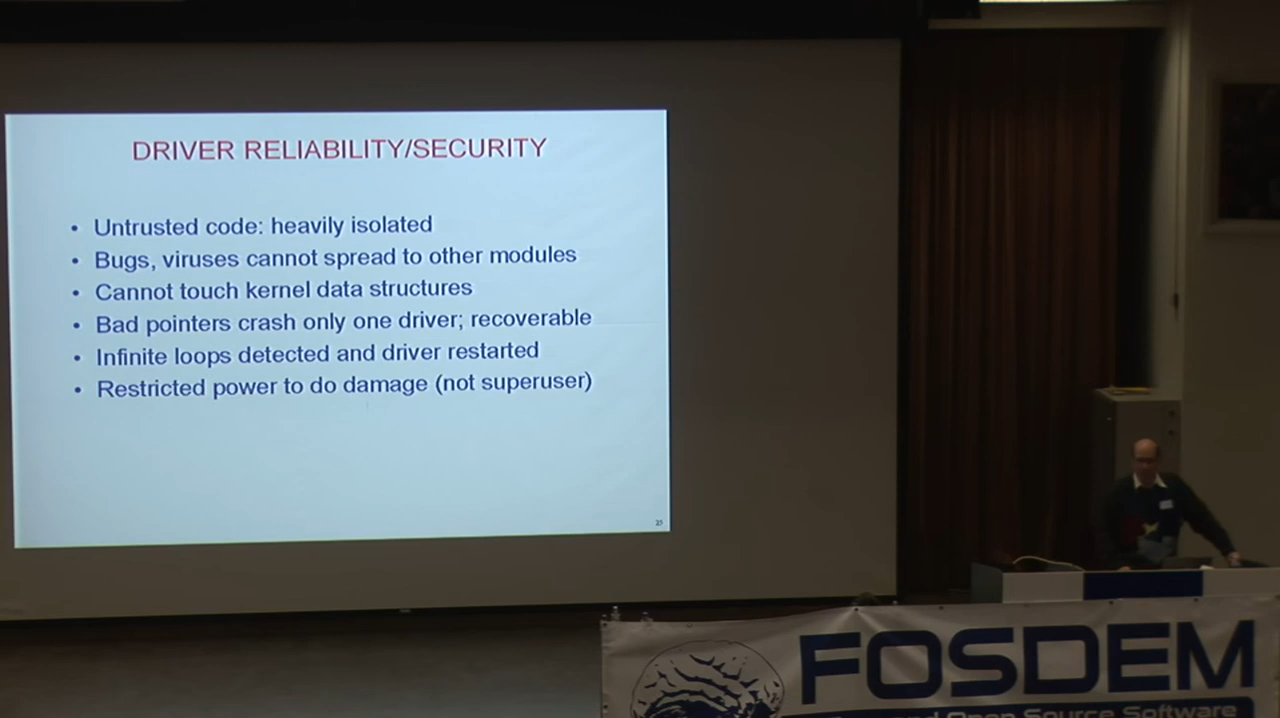 DRIVER RELIABILITY/SECURITY
• Untrusted code: heavily isolated
• Bugs, viruses cannot spread to other modules
• Cannot touch kernel data structures
• Bad pointers crash only one driver; recoverable
• Infinite loops detected and driver restarted
• Restricted power to do damage (not superuser)
FOSDEM
Open Source Software